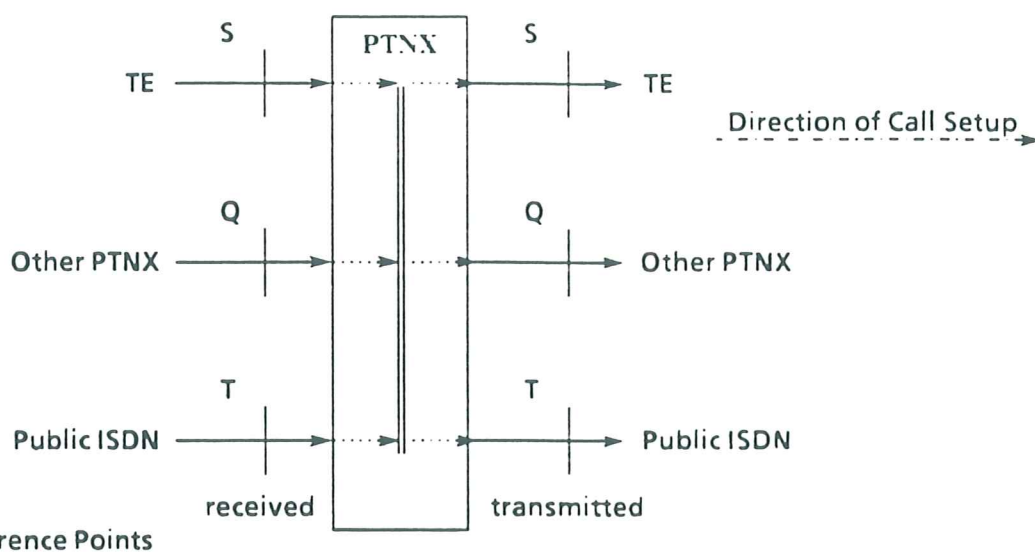 S PTNX S
TE TE
Direction of Call Setup
Q Q
Other PTNX Other PTNX
T T
Public ISDN Public ISDN
received transmitted
rence Points